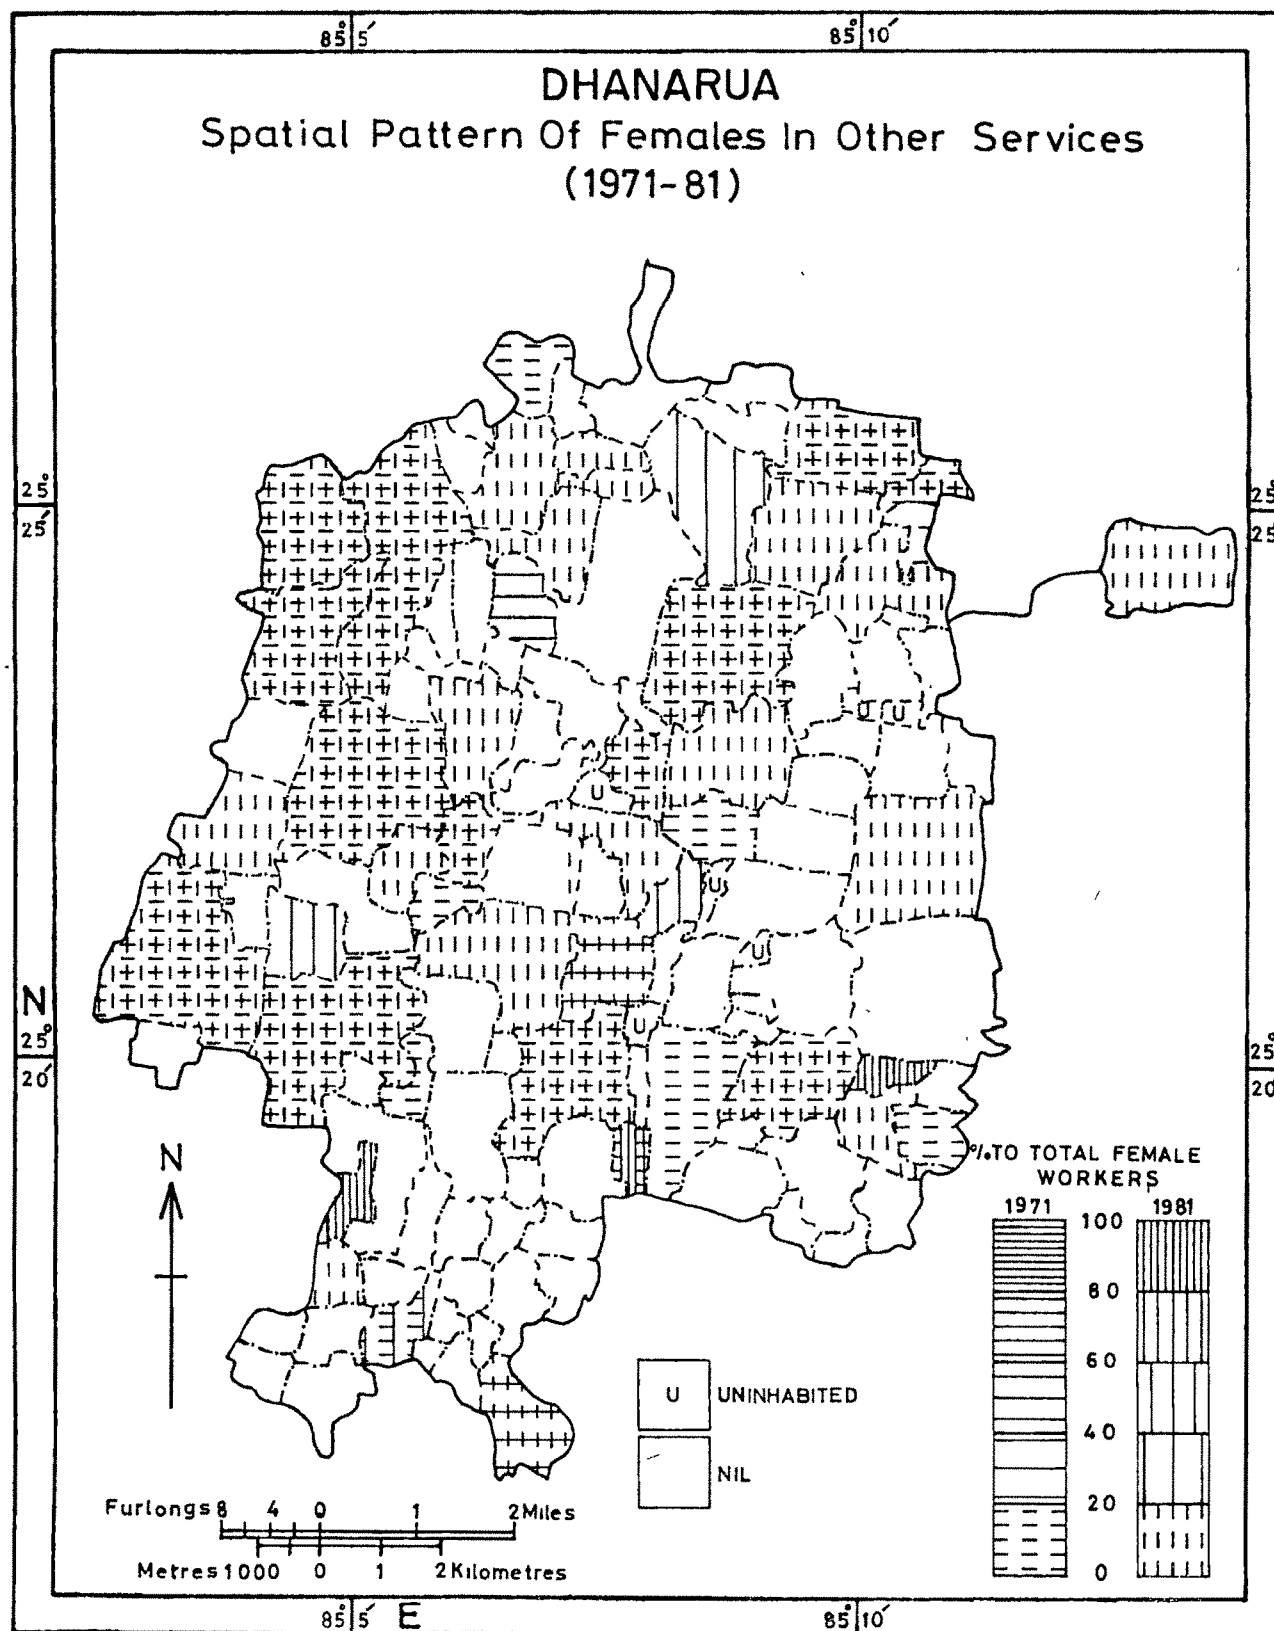 85° 5′ 85° 10′
DHANARUA
Spatial Pattern Of Females In Other Services
(1971-81)
25° 25′
25° 25′
U U
U
U
U
U
N
25° 20′
25° 20′
N
%TO TOTAL FEMALE
WORKERS
1971 1981
100
80
60
40
20
0
U UNINHABITED
NIL
Furlongs 8 4 0 1 2 Miles
Metres 1000 0 1 2 Kilometres
85° 5′ E 85° 10′